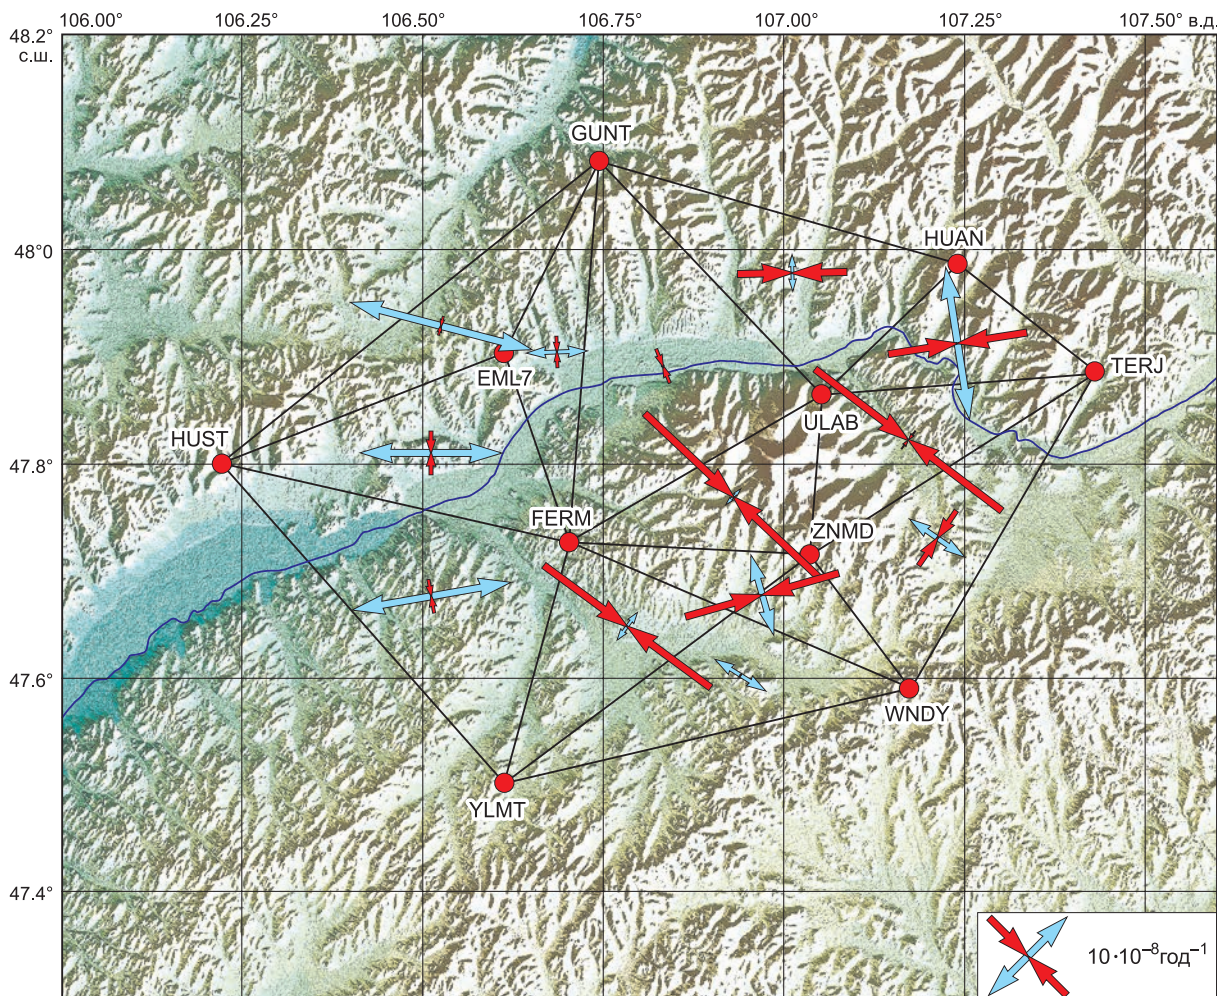 106.00° 106.25° 106.50° 106.75° 107.00° 107.25° 107.50° в.д.
48.2°
с.ш.
GUNT
HUAN
48°0
TERJ
EML7
ULAB
HUST
47.8°
FERM
ZNMD
47.6°
WNDY
YLMT
47.4°
10·10⁻⁸год⁻¹